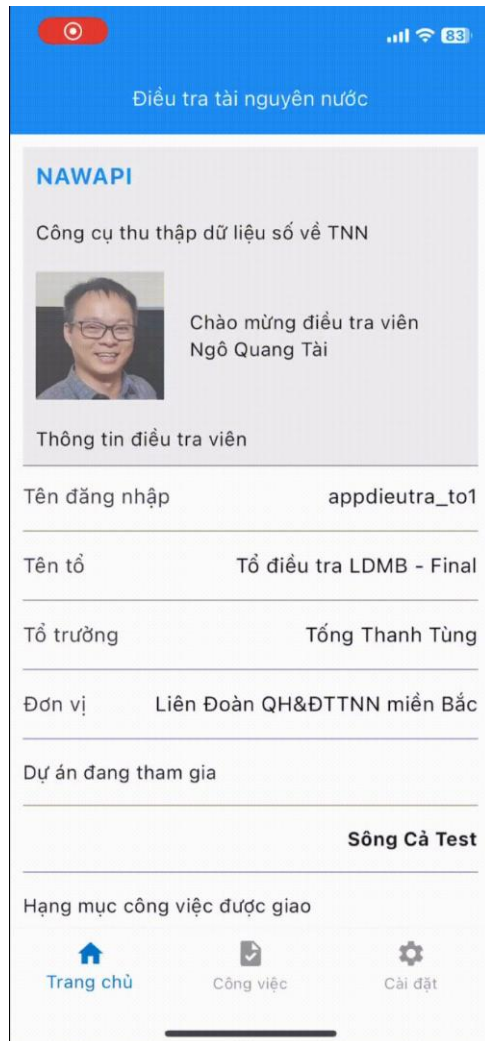 83
Điều tra tài nguyên nước
NAWAPI
Công cụ thu thập dữ liệu số về TNN
Chào mừng điều tra viên
Ngô Quang Tài
Thông tin điều tra viên
Tên đăng nhập appdieutra_to1
Tên tổ Tổ điều tra LDMB - Final
Tổ trưởng Tống Thanh Tùng
Đơn vị Liên Đoàn QH&ĐTTNN miền Bắc
Dự án đang tham gia
Sông Cả Test
Hạng mục công việc được giao
Trang chủ Công việc Cài đặt